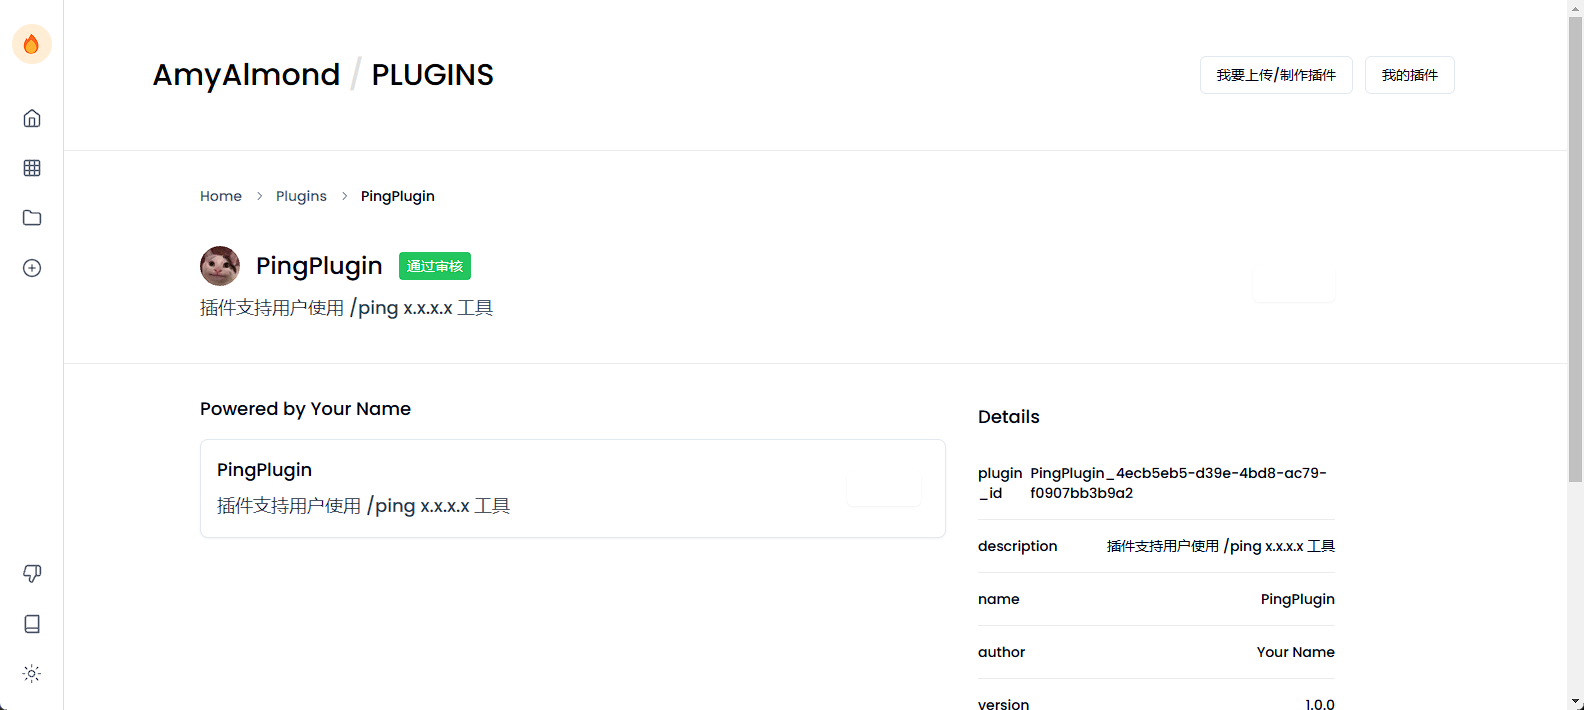 AmyAlmond / PLUGINS
我要上传/制作插件
我的插件
Home > Plugins > PingPlugin
PingPlugin
通过审核
插件支持用户使用 /ping x.x.x.x 工具
Powered by Your Name
PingPlugin
插件支持用户使用 /ping x.x.x.x 工具
Details
plugin_id
PingPlugin_4ecb5eb5-d39e-4bd8-ac79-
f0907bb3b9a2
description 插件支持用户使用 /ping x.x.x.x 工具
name PingPlugin
author Your Name
version 1.0.0